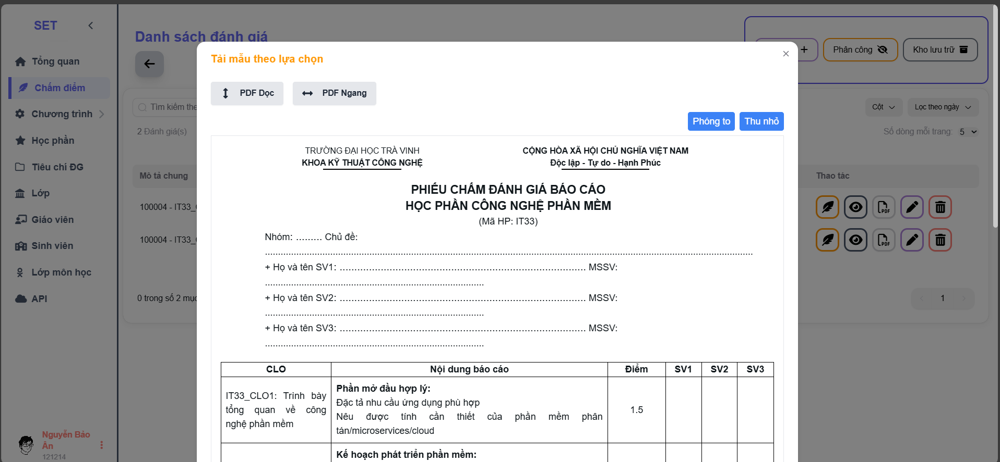 SET
Tổng quan
Chấm điểm
Chương trình
Học phần
Tiêu chí ĐG
Lớp
Giáo viên
Sinh viên
Lớp môn học
API
Nguyễn Bảo
Ân
121214
Danh sách đánh giá
Phân công
Kho lưu trữ
Tìm kiếm the
Cột
Lọc theo ngày
2 Đánh giá(s)
Số dòng mỗi trang: 5
Mô tả chung
Thao tác
100004 - IT33_
100004 - IT33_
0 trong số 2 mục
1
Tải mẫu theo lựa chọn
PDF Dọc
PDF Ngang
Phóng to
Thu nhỏ
TRƯỜNG ĐẠI HỌC TRÀ VINH
KHOA KỸ THUẬT CÔNG NGHỆ
CỘNG HÒA XÃ HỘI CHỦ NGHĨA VIỆT NAM
Độc lập - Tự do - Hạnh Phúc
PHIẾU CHẤM ĐÁNH GIÁ BÁO CÁO
HỌC PHẦN CÔNG NGHỆ PHẦN MỀM
(Mã HP: IT33)
Nhóm: ......... Chủ đề:
...........................................................................................................................................................................................
+ Họ và tên SV1: .................................................................................... MSSV:
....................................................................................
+ Họ và tên SV2: .................................................................................... MSSV:
....................................................................................
+ Họ và tên SV3: .................................................................................... MSSV:
....................................................................................
CLO Nội dung báo cáo Điểm SV1 SV2 SV3
IT33_CLO1: Trình bày
tổng quan về công
nghệ phần mềm
Phần mở đầu hợp lý:
Đặc tả nhu cầu ứng dụng phù hợp
Nêu được tính cần thiết của phần mềm phân
tán/microservices/cloud
1.5
Kế hoạch phát triển phần mềm: